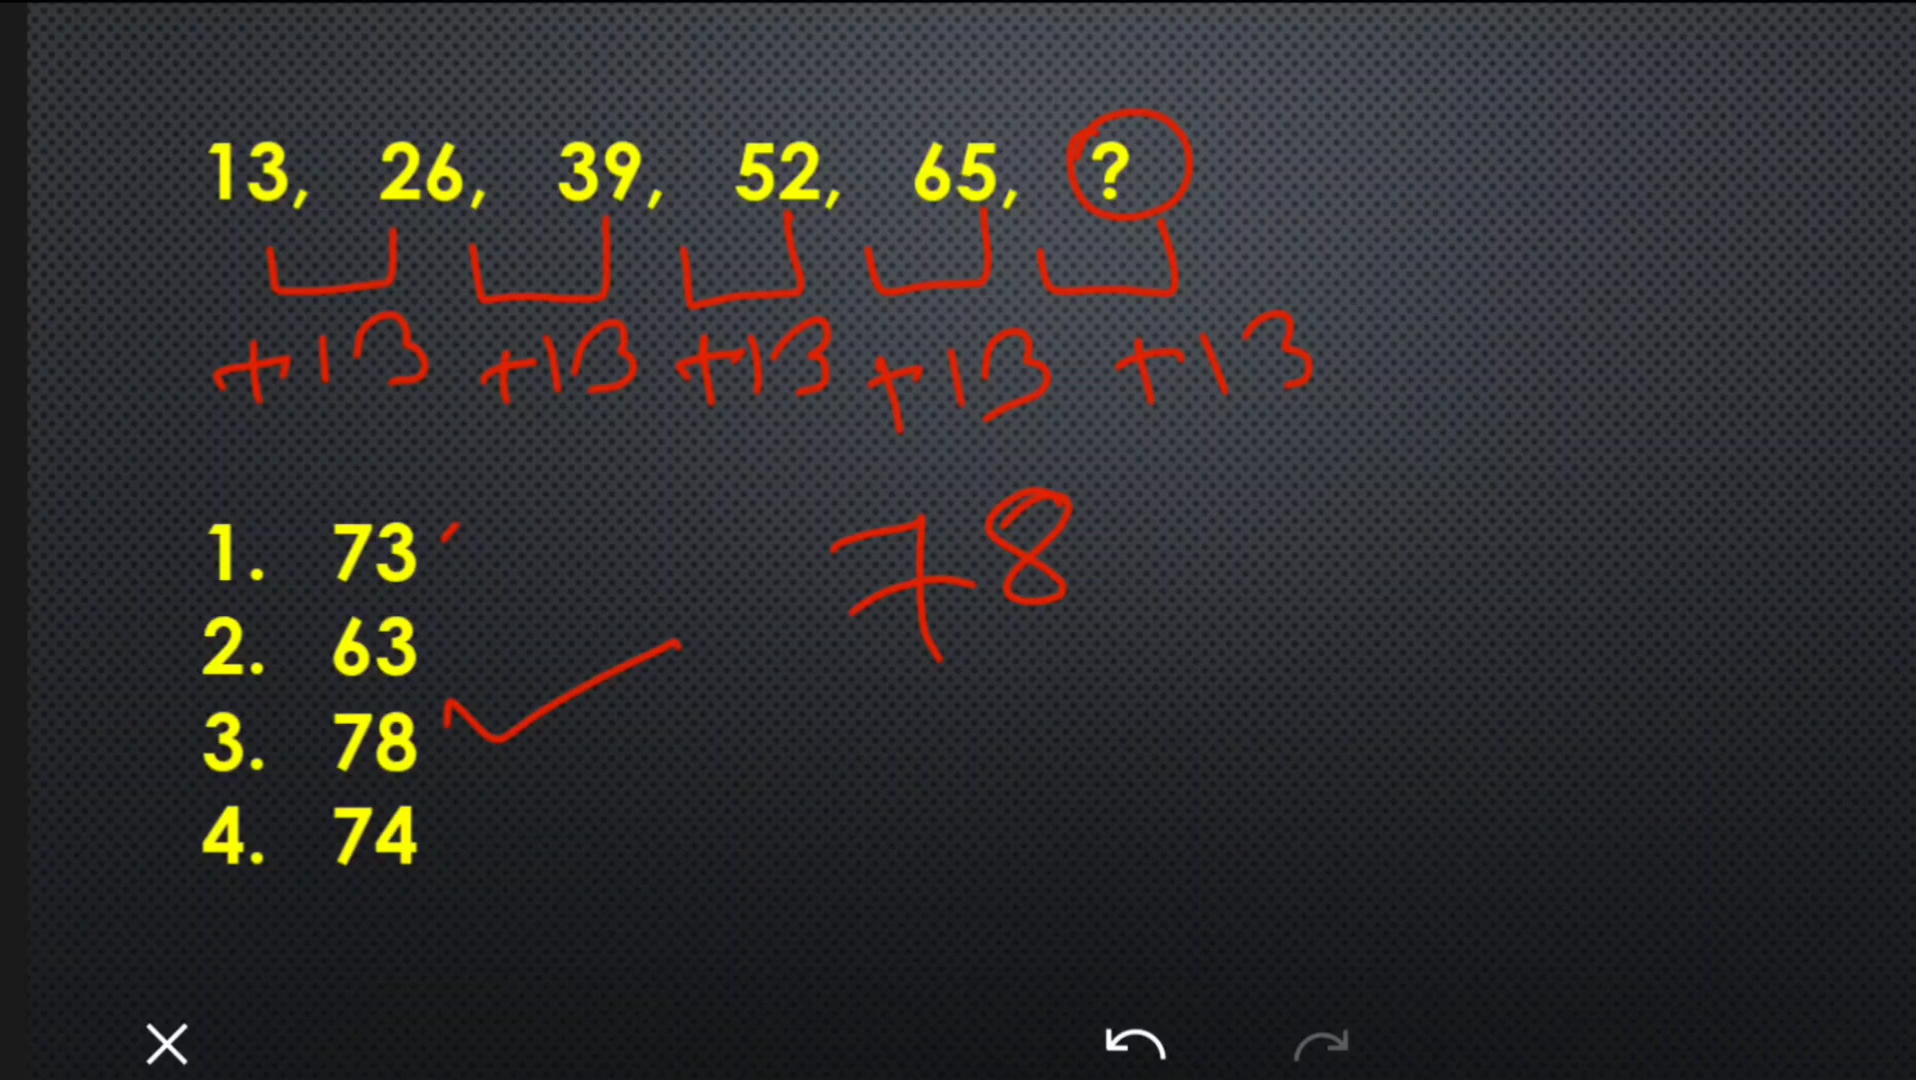 13, 26, 39, 52, 65, ?
+13 +13 +13 +13 +13
78
1. 73
2. 63
3. 78
4. 74